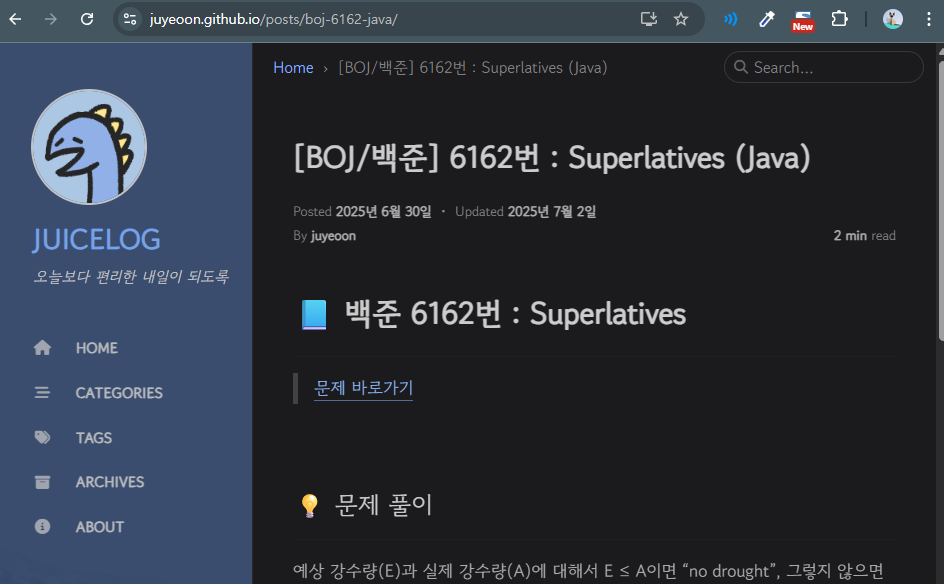 juyeoon.github.io/posts/boj-6162-java/
New
Home › [BOJ/백준] 6162번 : Superlatives (Java)
Search...
[BOJ/백준] 6162번 : Superlatives (Java)
Posted 2025년 6월 30일 · Updated 2025년 7월 2일
By juyeoon
2 min read
JUICELOG
오늘보다 편리한 내일이 되도록
HOME
CATEGORIES
TAGS
ARCHIVES
ABOUT
백준 6162번 : Superlatives
문제 바로가기
문제 풀이
예상 강수량(E)과 실제 강수량(A)에 대해서 E ≤ A이면 “no drought”, 그렇지 않으면